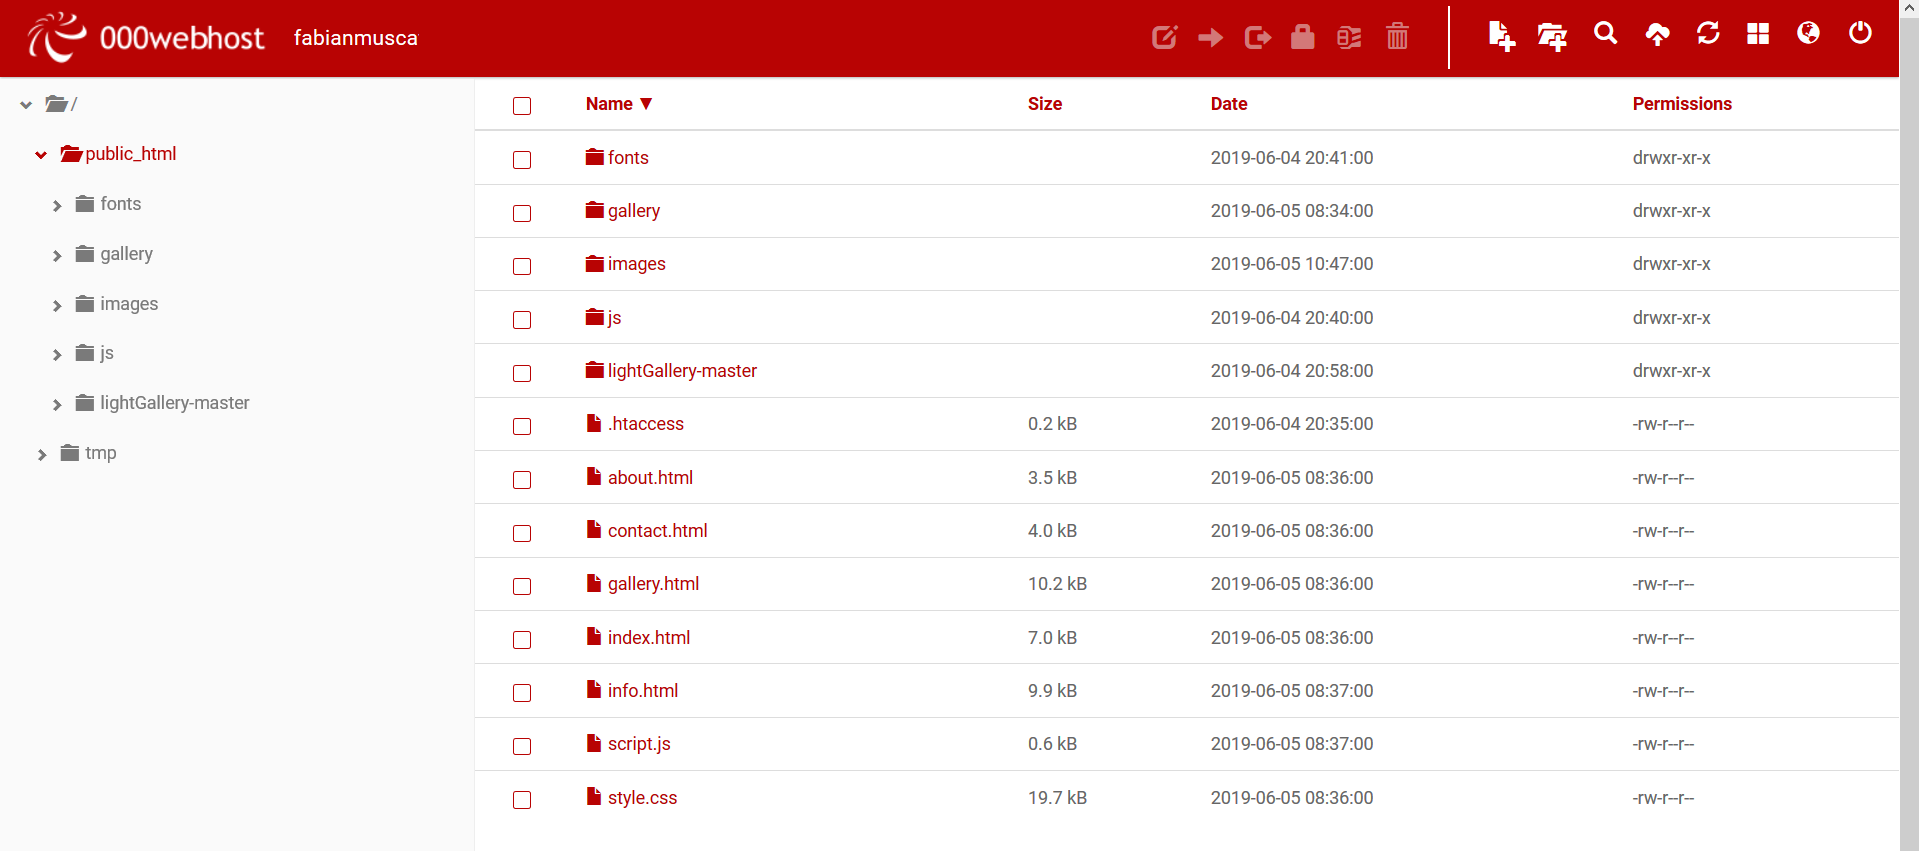 000webhost fabianmusca
/
public_html
fonts
gallery
images
js
lightGallery-master
tmp
Name ▼ Size Date Permissions
fonts 2019-06-04 20:41:00 drwxr-xr-x
gallery 2019-06-05 08:34:00 drwxr-xr-x
images 2019-06-05 10:47:00 drwxr-xr-x
js 2019-06-04 20:40:00 drwxr-xr-x
lightGallery-master 2019-06-04 20:58:00 drwxr-xr-x
.htaccess 0.2 kB 2019-06-04 20:35:00 -rw-r--r--
about.html 3.5 kB 2019-06-05 08:36:00 -rw-r--r--
contact.html 4.0 kB 2019-06-05 08:36:00 -rw-r--r--
gallery.html 10.2 kB 2019-06-05 08:36:00 -rw-r--r--
index.html 7.0 kB 2019-06-05 08:36:00 -rw-r--r--
info.html 9.9 kB 2019-06-05 08:37:00 -rw-r--r--
script.js 0.6 kB 2019-06-05 08:37:00 -rw-r--r--
style.css 19.7 kB 2019-06-05 08:36:00 -rw-r--r--